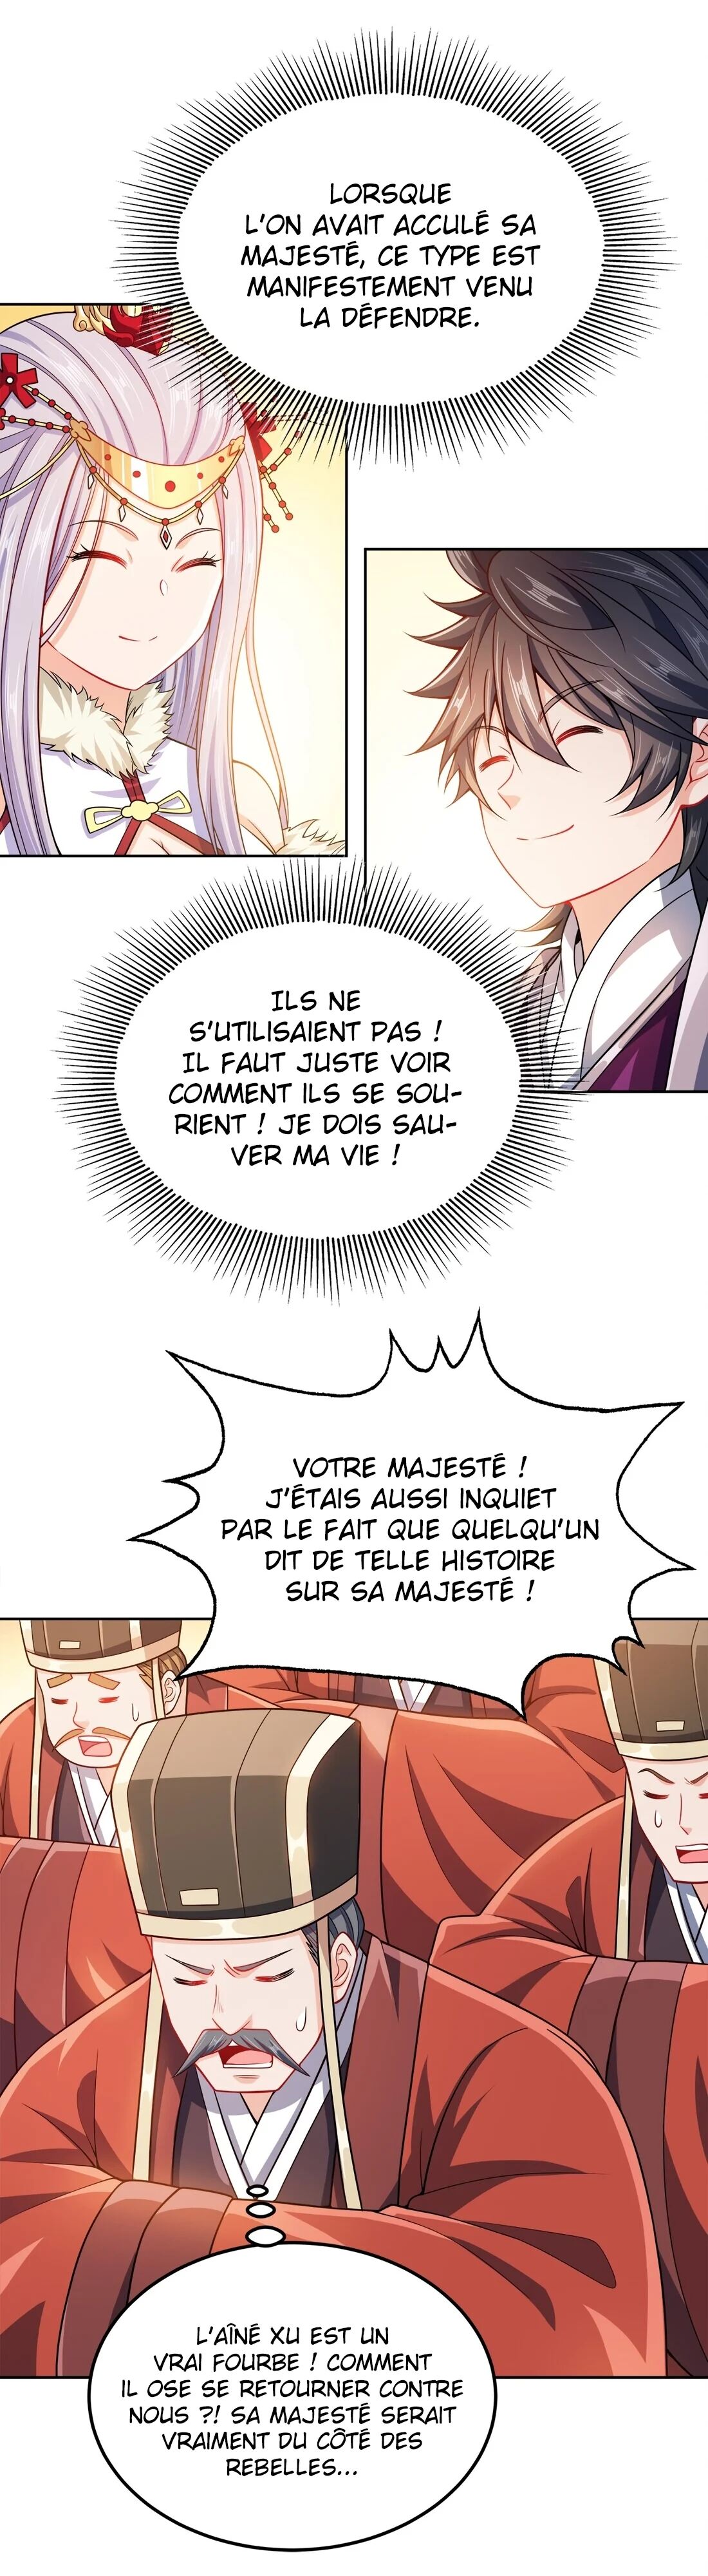 LORSQUE
L'ON AVAIT ACCULÉ SA
MAJESTÉ, CE TYPE EST
MANIFESTEMENT VENU
LA DÉFENDRE.
ILS NE
S'UTILISAIENT PAS !
IL FAUT JUSTE VOIR
COMMENT ILS SE SOU-
RIENT ! JE DOIS SAU-
VER MA VIE !
VOTRE MAJESTÉ !
J'ÉTAIS AUSSI INQUIET
PAR LE FAIT QUE QUELQU'UN
DIT DE TELLE HISTOIRE
SUR SA MAJESTÉ !
L'AÎNÉ XU EST UN
VRAI FOURBE ! COMMENT
IL OSE SE RETOURNER CONTRE
NOUS ?! SA MAJESTÉ SERAIT
VRAIMENT DU CÔTÉ DES
REBELLES...